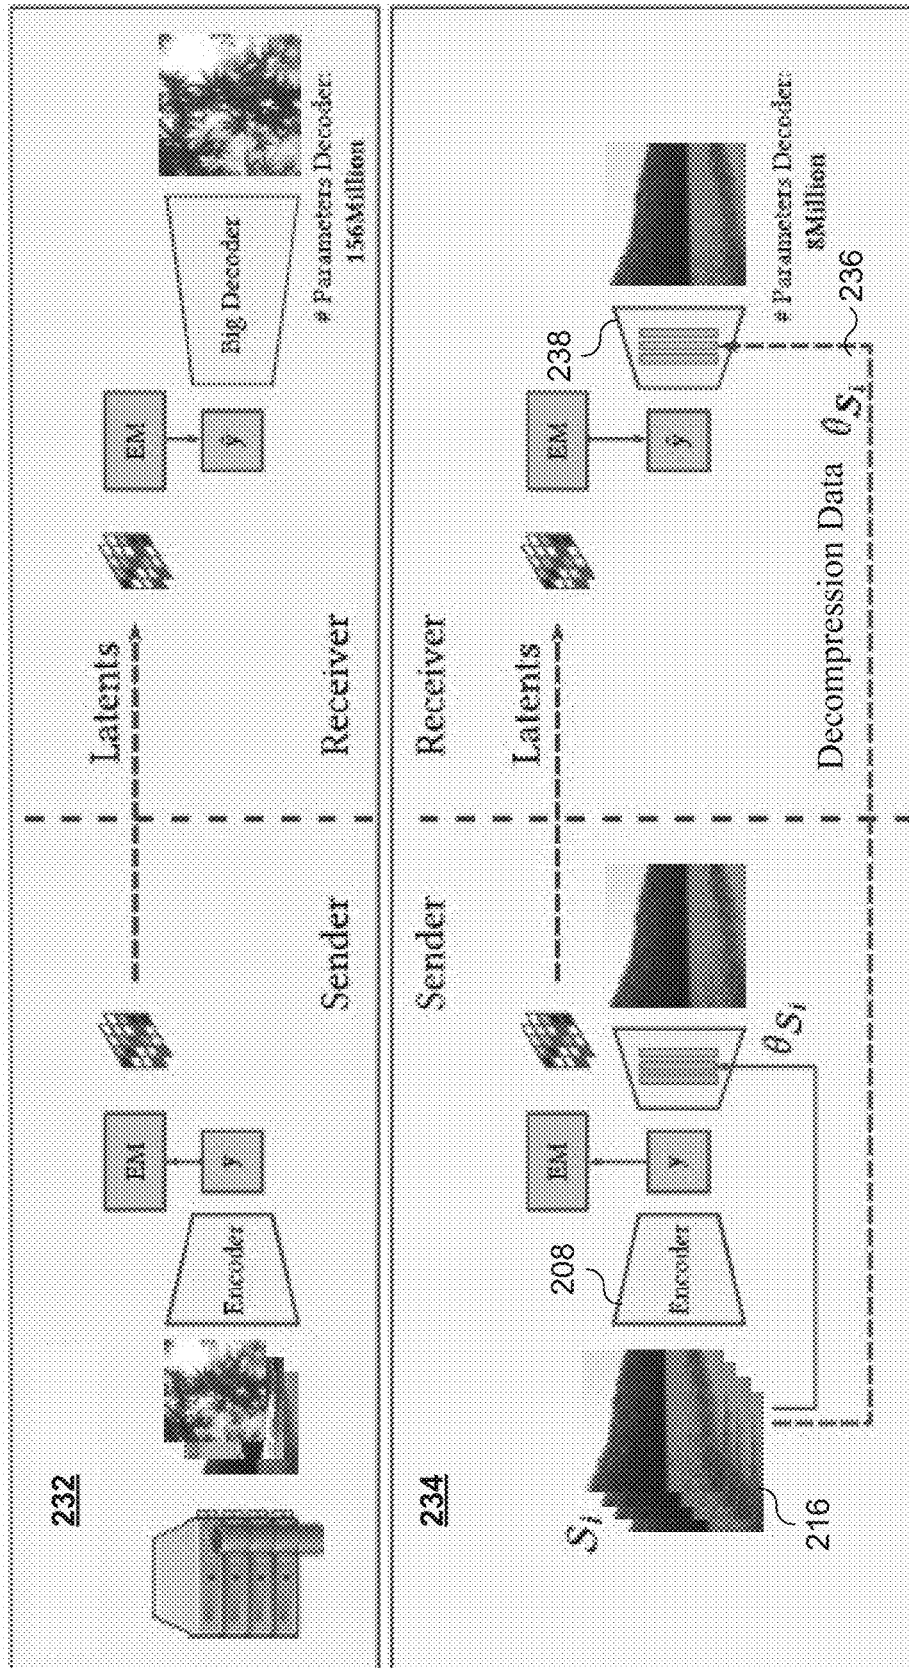 232
Encoder
y
EM
Latents
EM
ŷ
Big Decoder
# Parameters Decoder:
156Million
Sender
Receiver
234
Sender
Receiver
S_i
216
208
Encoder
y
EM
θ_{S_i}
Latents
EM
ŷ
238
# Parameters Decoder:
8Million
236
Decompression Data θ_{S_i}